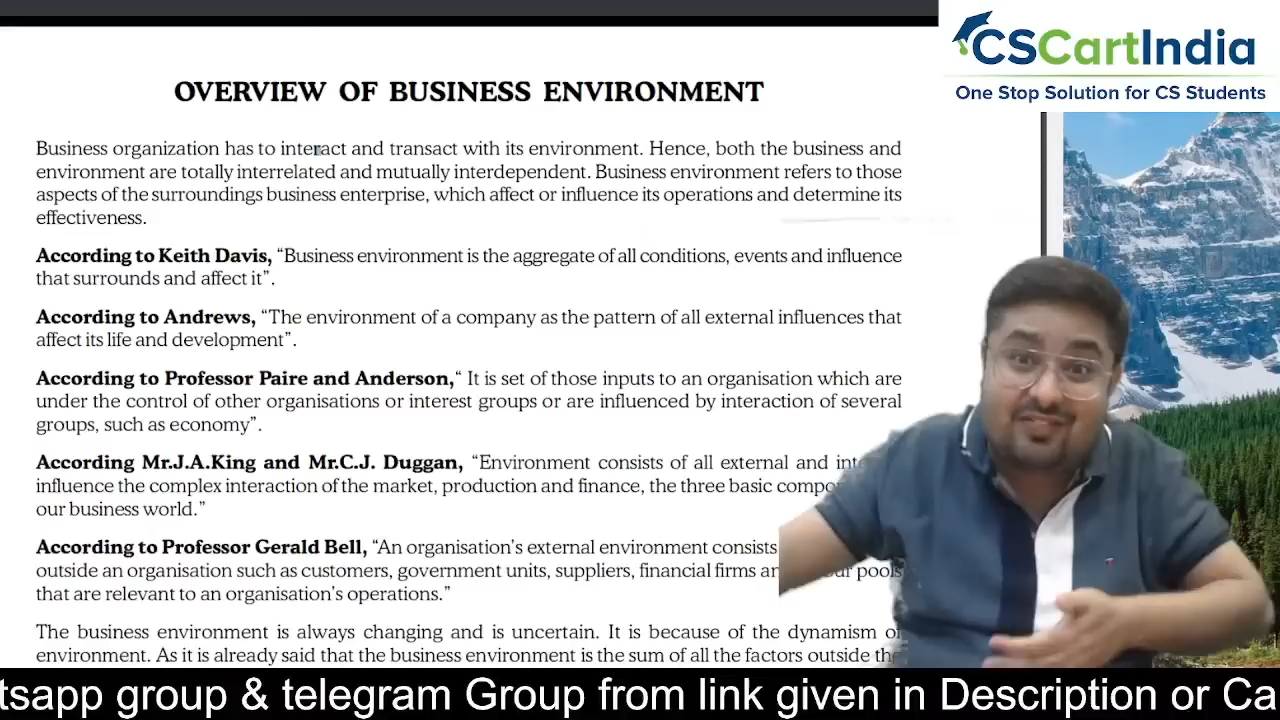 CSCartIndia
One Stop Solution for CS Students
OVERVIEW OF BUSINESS ENVIRONMENT
Business organization has to interact and transact with its environment. Hence, both the business and
environment are totally interrelated and mutually interdependent. Business environment refers to those
aspects of the surroundings business enterprise, which affect or influence its operations and determine its
effectiveness.
According to Keith Davis, “Business environment is the aggregate of all conditions, events and influence
that surrounds and affect it”.
According to Andrews, “The environment of a company as the pattern of all external influences that
affect its life and development”.
According to Professor Paire and Anderson,“ It is set of those inputs to an organisation which are
under the control of other organisations or interest groups or are influenced by interaction of several
groups, such as economy”.
According Mr.J.A.King and Mr.C.J. Duggan, “Environment consists of all external and
influence the complex interaction of the market, production and finance, the three basic
our business world.”
According to Professor Gerald Bell, “An organisation’s external environment consists
outside an organisation such as customers, government units, suppliers, financial firms pools
that are relevant to an organisation’s operations.”
The business environment is always changing and is uncertain. It is because of the dynamism
environment. As it is already said that the business environment is the sum of all the factors outside
group & telegram Group from link given in Description or